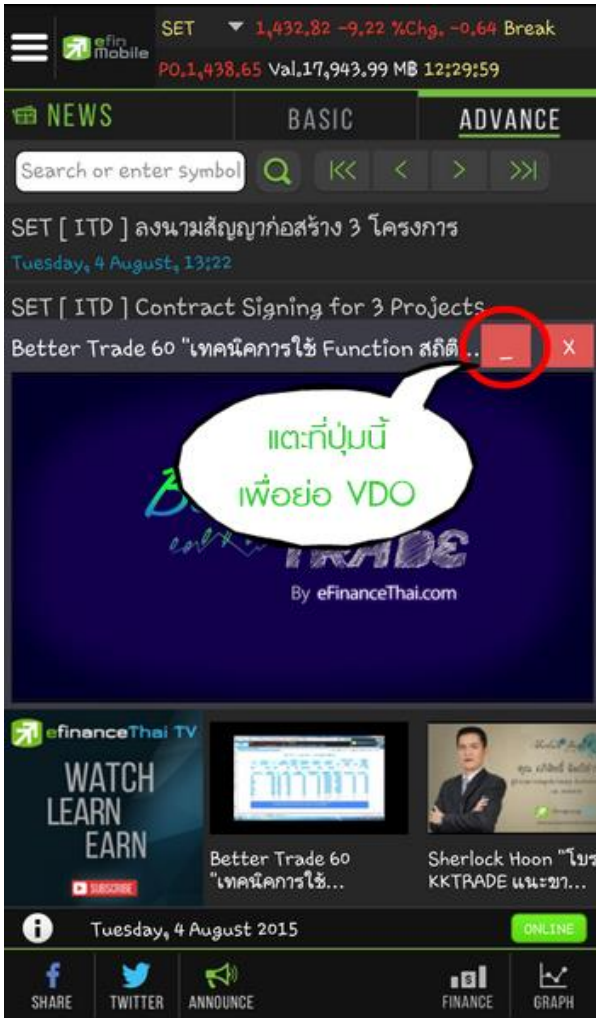 efin Mobile
SET 1,432.82 -9.22 %Chg. -0.64 Break
PO.1,438.65 Val.17,943.99 M฿ 12:29:59
NEWS BASIC ADVANCE
Search or enter Symbol
SET [ ITD ] ลงนามสัญญาก่อสร้าง 3 โครงการ
Tuesday, 4 August, 13:22
SET [ ITD ] Contract Signing for 3 Projects
Better Trade 60 "เทคนิคการใช้ Function สถิติ... _ X
แตะที่ปุ่มนี้
เพื่อย่อ VDO
TRADE
By eFinanceThai.com
efinanceThai TV
WATCH
LEARN
EARN
SUBSCRIBE
Better Trade 60
"เทคนิคการใช้...
Sherlock Hoon "โบร
KKTRADE แนะขา...
Tuesday, 4 August 2015 ONLINE
SHARE TWITTER ANNOUNCE FINANCE GRAPH